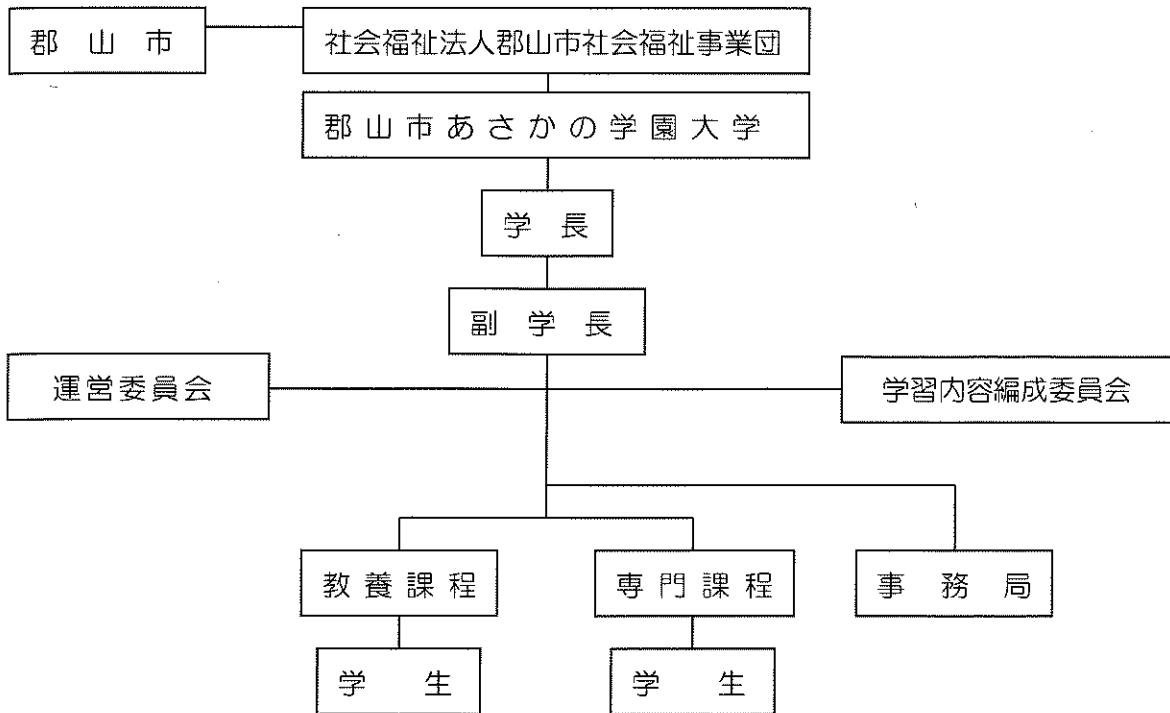 郡山市
社会福祉法人郡山市社会福祉事業団
郡山市あさかの学園大学
学長
副学長
運営委員会
学習内容編成委員会
教養課程
専門課程
事務局
学生
学生